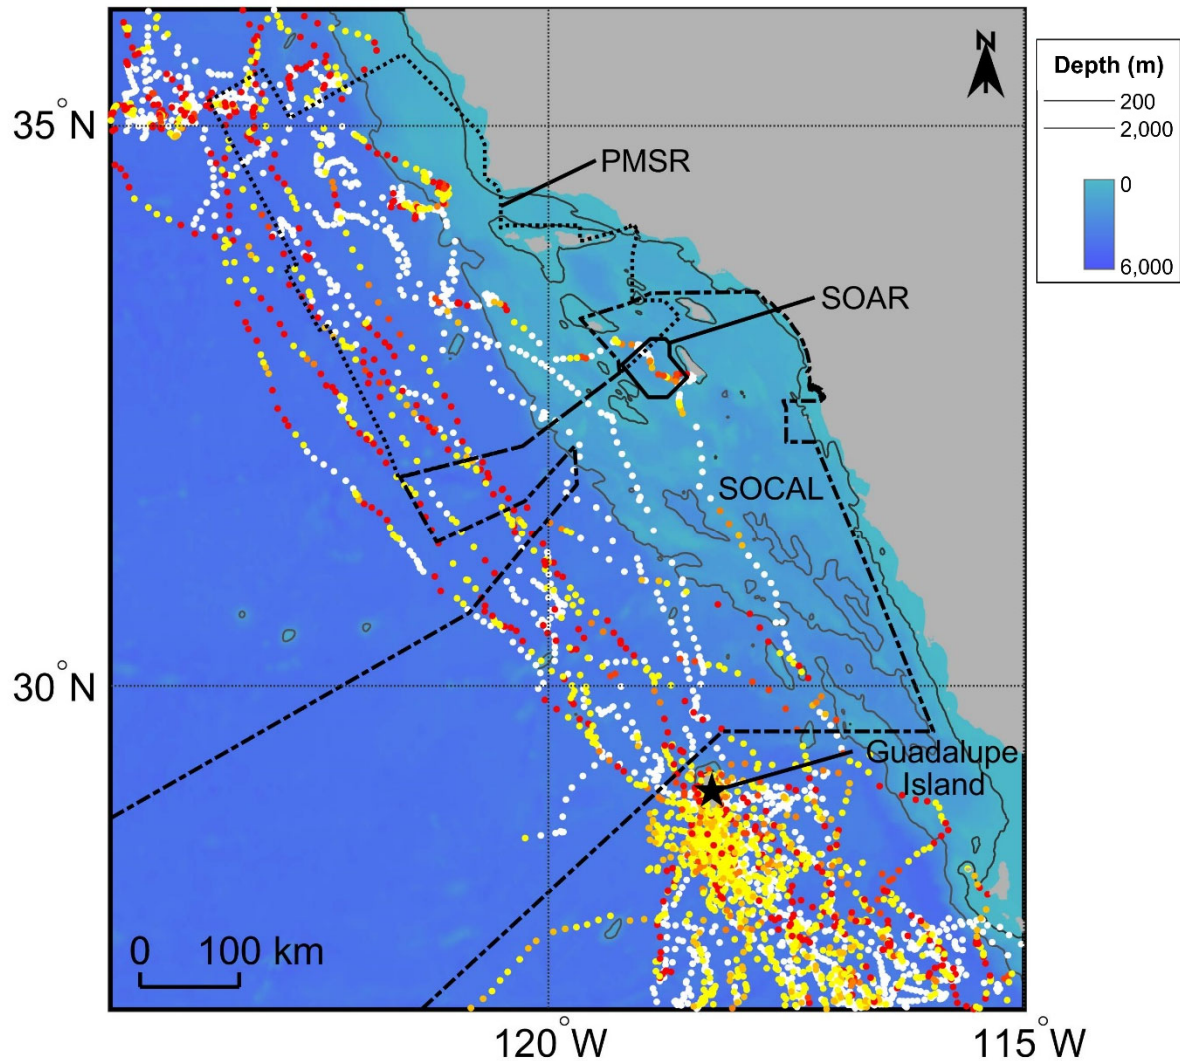 N
Depth (m)
200
2,000
0
6,000
35°N
PMSR
SOAR
SOCAL
30°N
Guadalupe
Island
0 100 km
120°W
115°W